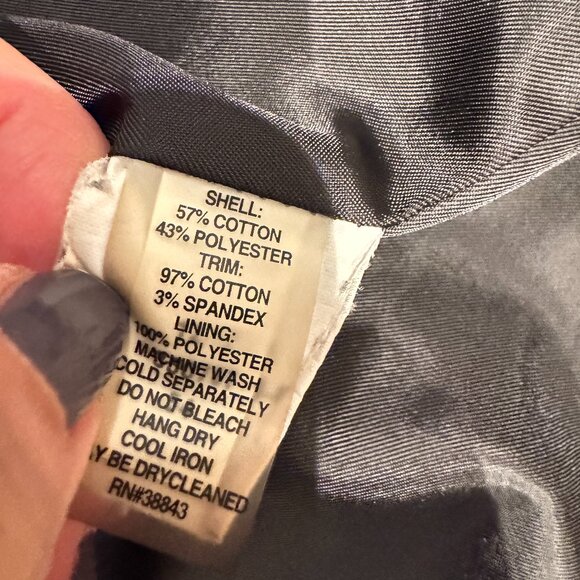 SHELL:
57% COTTON
43% POLYESTER
TRIM:
97% COTTON
3% SPANDEX
LINING:
100% POLYESTER
MACHINE WASH
COLD SEPARATELY
DO NOT BLEACH
HANG DRY
COOL IRON
BE DRYCLEANED
RN#38843